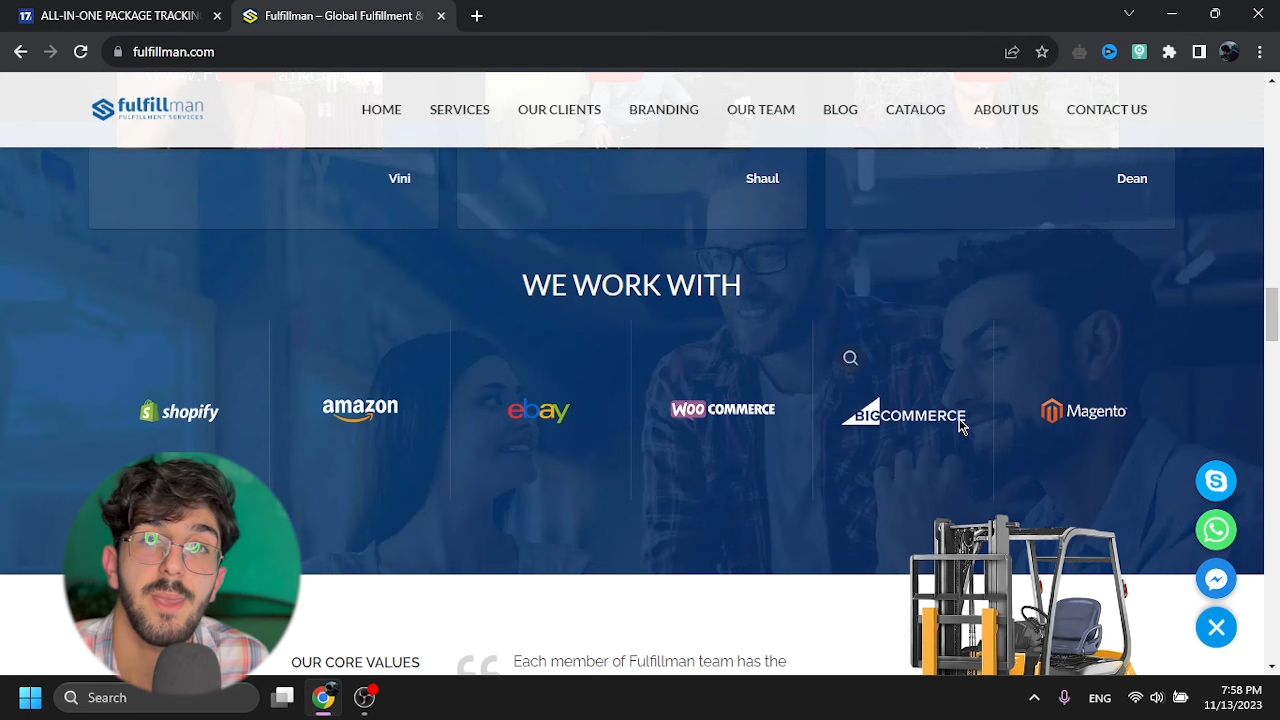 17 ALL-IN-ONE PACKAGE TRACKIN
Fulfillman – Global Fulfillment &
fulfillman.com
fulfillman
FULFILLMENT SERVICES
HOME SERVICES OUR CLIENTS BRANDING OUR TEAM BLOG CATALOG ABOUT US CONTACT US
Vini Shaul Dean
WE WORK WITH
shopify amazon ebay WOO COMMERCE BIGCOMMERCE Magento
OUR CORE VALUES
Each member of Fulfillman team has the
Search
ENG
7:58 PM
11/13/2023